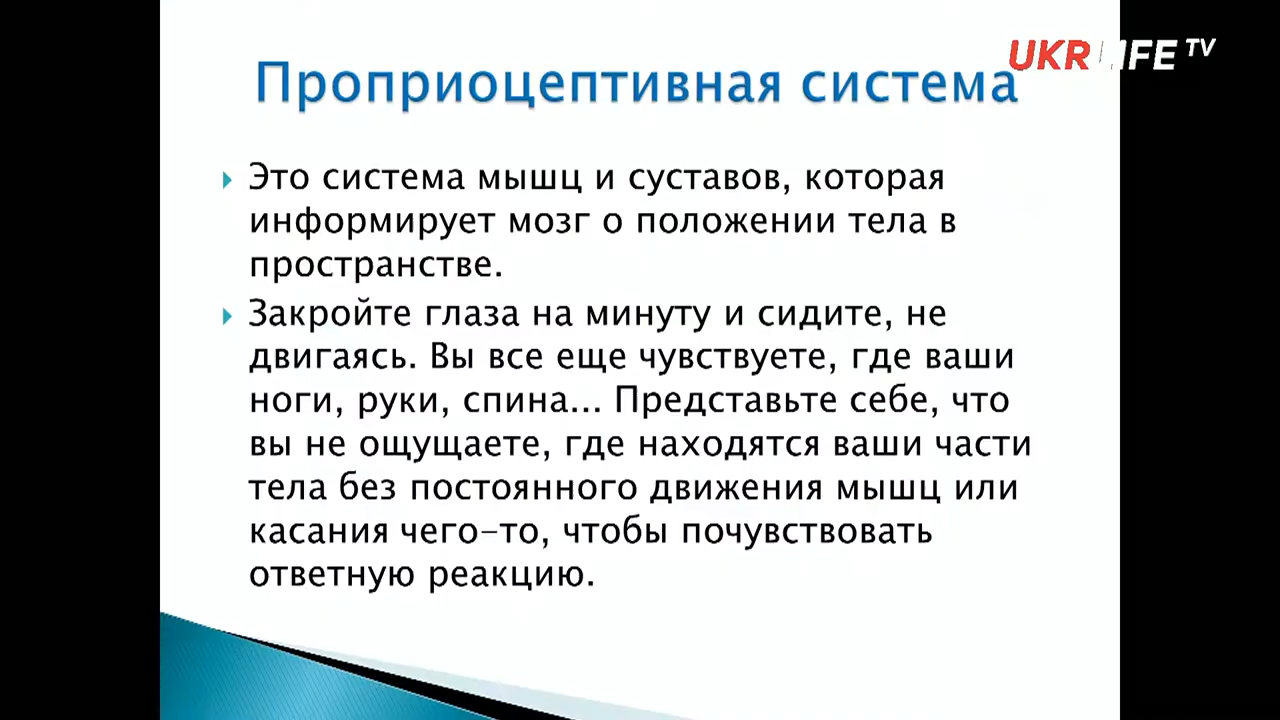 UKRLIFE TV
Проприоцептивная система
Это система мышц и суставов, которая
информирует мозг о положении тела в
пространстве.
Закройте глаза на минуту и сидите, не
двигаясь. Вы все еще чувствуете, где ваши
ноги, руки, спина... Представьте себе, что
вы не ощущаете, где находятся ваши части
тела без постоянного движения мышц или
касания чего-то, чтобы почувствовать
ответную реакцию.